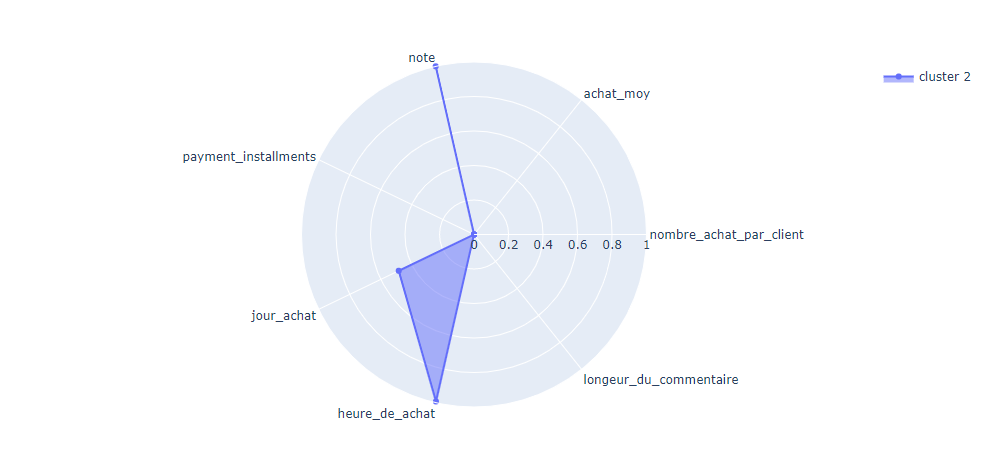 note
achat_moy
cluster 2
payment_installments
nombre_achat_par_client
0 0.2 0.4 0.6 0.8 1
jour_achat
longeur_du_commentaire
heure_de_achat